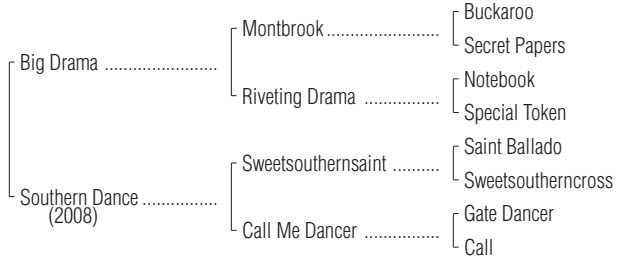 Buckaroo
Montbrook........................
Secret Papers
Big Drama ........................
Notebook
Riveting Drama ................
Special Token
Saint Ballado
Sweetsouthernsaint ..........
Sweetsoutherncross
Southern Dance ................
(2008)
Gate Dancer
Call Me Dancer ................
Call